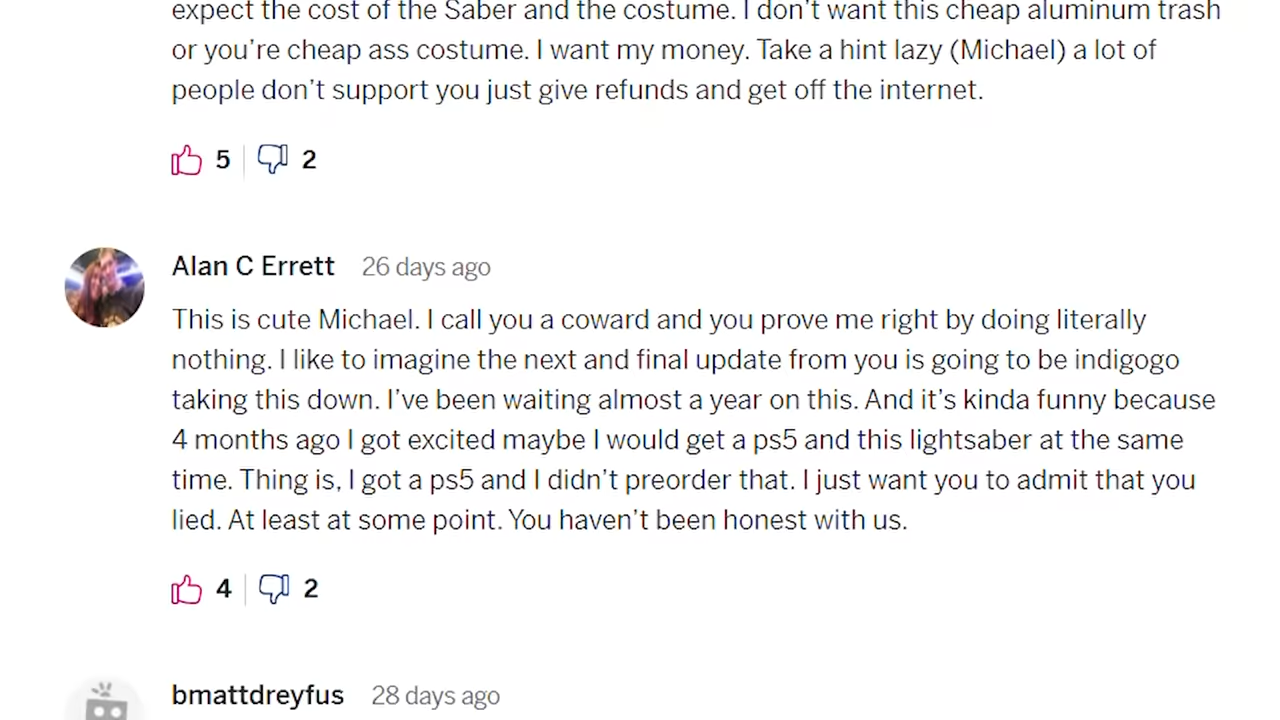 expect the cost of the Saber and the costume. I don't want this cheap aluminum trash
or you're cheap ass costume. I want my money. Take a hint lazy (Michael) a lot of
people don't support you just give refunds and get off the internet.
5 2
Alan C Errett 26 days ago
This is cute Michael. I call you a coward and you prove me right by doing literally
nothing. I like to imagine the next and final update from you is going to be indigogo
taking this down. I've been waiting almost a year on this. And it's kinda funny because
4 months ago I got excited maybe I would get a ps5 and this lightsaber at the same
time. Thing is, I got a ps5 and I didn't preorder that. I just want you to admit that you
lied. At least at some point. You haven't been honest with us.
4 2
bmattdreyfus 28 days ago